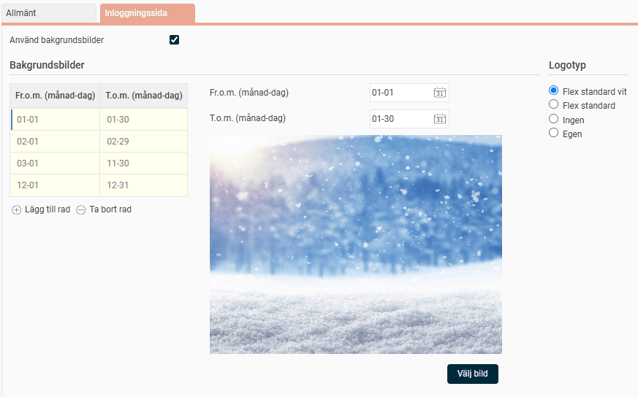 Allmänt
Inloggningssida
Använd bakgrundsbilder
Bakgrundsbilder
Fr.o.m. (månad-dag) T.o.m. (månad-dag)
01-01 01-30
02-01 02-29
03-01 11-30
12-01 12-31
Lägg till rad Ta bort rad
Fr.o.m. (månad-dag) 01-01
T.o.m. (månad-dag) 01-30
Välj bild
Logotyp
Flex standard vit
Flex standard
Ingen
Egen